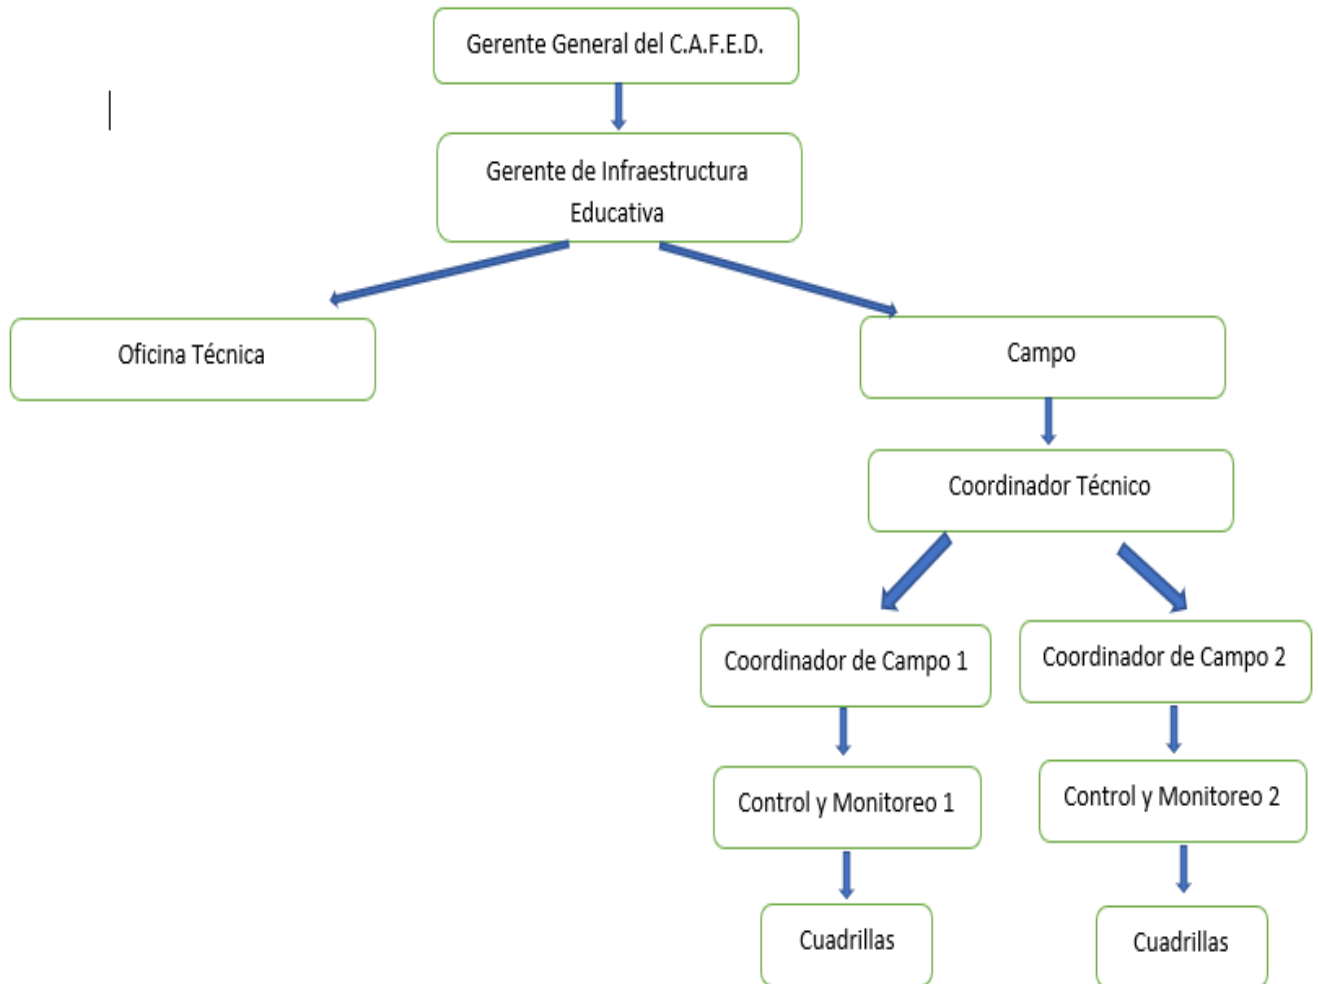 Gerente General del C.A.F.E.D.
Gerente de Infraestructura
Educativa
Oficina Técnica
Campo
Coordinador Técnico
Coordinador de Campo 1
Coordinador de Campo 2
Control y Monitoreo 1
Control y Monitoreo 2
Cuadrillas
Cuadrillas